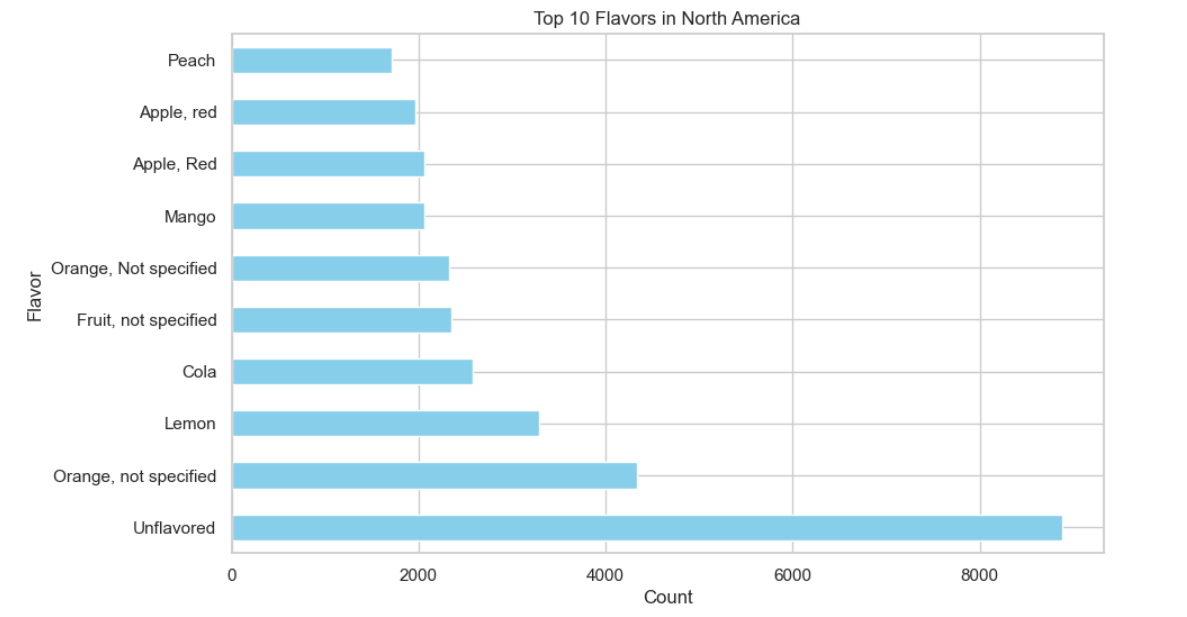 Top 10 Flavors in North America
Peach
Apple, red
Apple, Red
Mango
Orange, Not specified
Fruit, not specified
Cola
Lemon
Orange, not specified
Unflavored
Flavor
0 2000 4000 6000 8000
Count